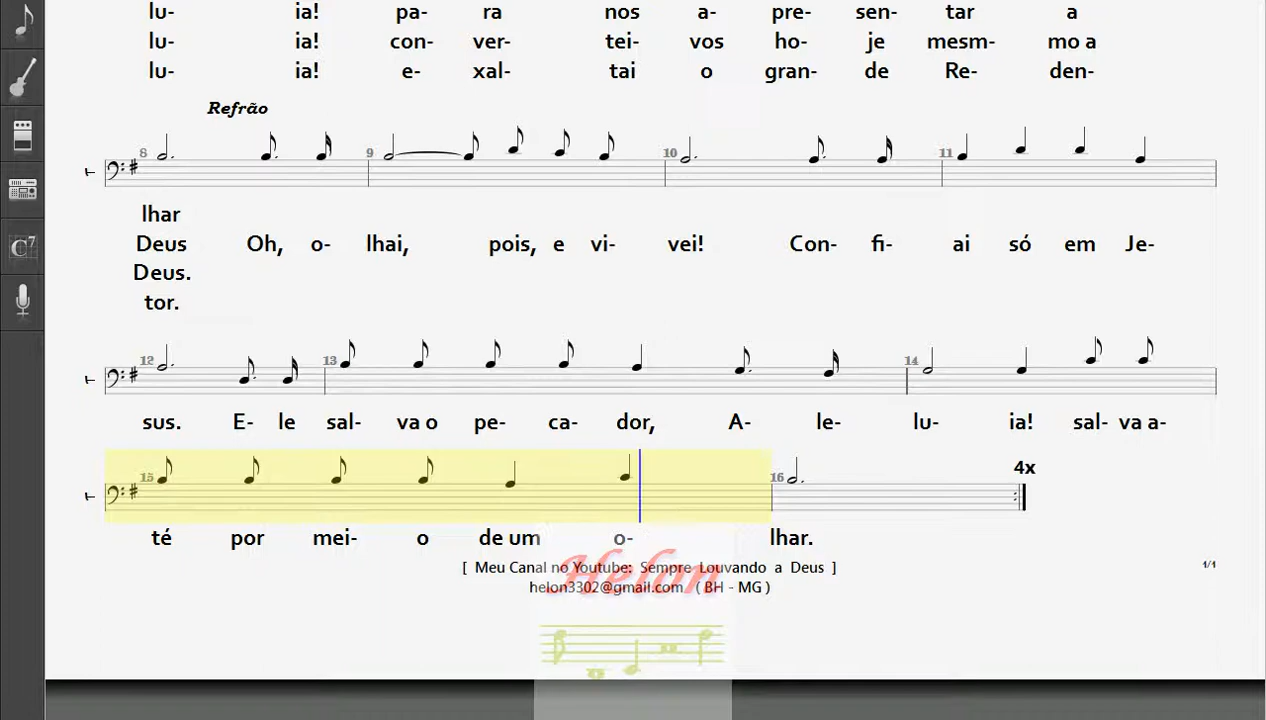 lu- ia! pa- ra nos a- pre- sen- tar a
lu- ia! con- ver- tei- vos ho- je mesm- mo a
lu- ia! e- xal- tai o gran- de Re- den-
Refrão
8 9 10 11
T
lhar
Deus Oh, o- lhai, pois, e vi- vei! Con- fi- ai só em Je-
Deus.
tor.
12 13 14
T
sus. E- le sal- va o pe- ca- dor, A- le- lu- ia! sal- va a-
4x
15 16
T
té por mei- o de um o- lhar.
[ Meu Canal no Youtube: Sempre Louvando a Deus ]
1/1
Helon
helon3302@gmail.com ( BH - MG )
C7